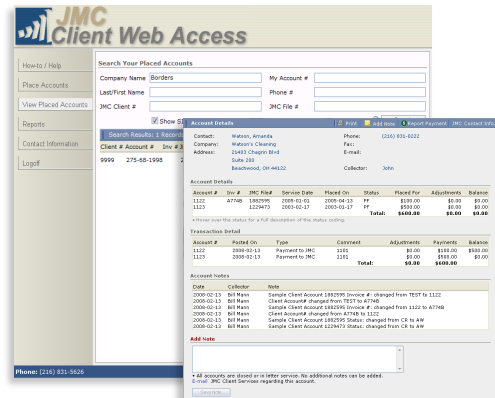 JMC
Client Web Access
How-to / Help
Place Accounts
View Placed Accounts
Reports
Contact Information
Logoff
Search Your Placed Accounts
Company Name Borders My Account #
Last/First Name Phone #
JMC Client # JMC File #
Show
Search Results: 1
Client # Account # Inv #
9999 275-68-1998
Phone: (216) 831-5626
Account Details Print Add Note Report Payment JMC Contact Info
Contact: Watson, Amanda Phone: (216) 831-0222
Company: Watson's Cleaning Fax:
Address: 21403 Chagrin Blvd E-mail:
Suite 200
Beachwood, OH 44122 Collector: John
Account Details
Account # Inv # JMC File# Service Date Placed On Status Placed For Adjustments Balance
1122 A774B 1882595 2005-01-01 2005-04-13 PF $100.00 $0.00 $0.00
1123 1229473 2003-02-17 2003-01-17 PF $500.00 $0.00 $0.00
Total: $600.00 $0.00 $0.00
• Hover over the status for a full description of the status coding.
Transaction Detail
Account # Posted On Type Comment Adjustments Payments Balance
1122 2008-02-13 Payment to JMC 1101 $0.00 $100.00 $500.00
1123 2008-02-13 Payment to JMC 1101 $0.00 $500.00 $0.00
Total: $0.00 $600.00
Account Notes
Date Collector Note
2008-02-13 Bill Mann Sample Client Account 1882595 Invoice #: changed from TEST to 1122
2008-02-13 Bill Mann Client Account# changed from TEST to A774B
2008-02-13 Bill Mann Sample Client Account 1882595 Invoice #: changed from 1122 to A774B
2008-02-13 Bill Mann Client Account# changed from A774B to 1122
2008-02-13 Bill Mann Sample Client Account 1882595 Status: changed from CR to AW
2008-02-13 Bill Mann Sample Client Account 1229473 Status: changed from CR to AW
Add Note
• All accounts are closed or in letter service. No additional notes can be added.
E-mail JMC Client Services regarding this account.